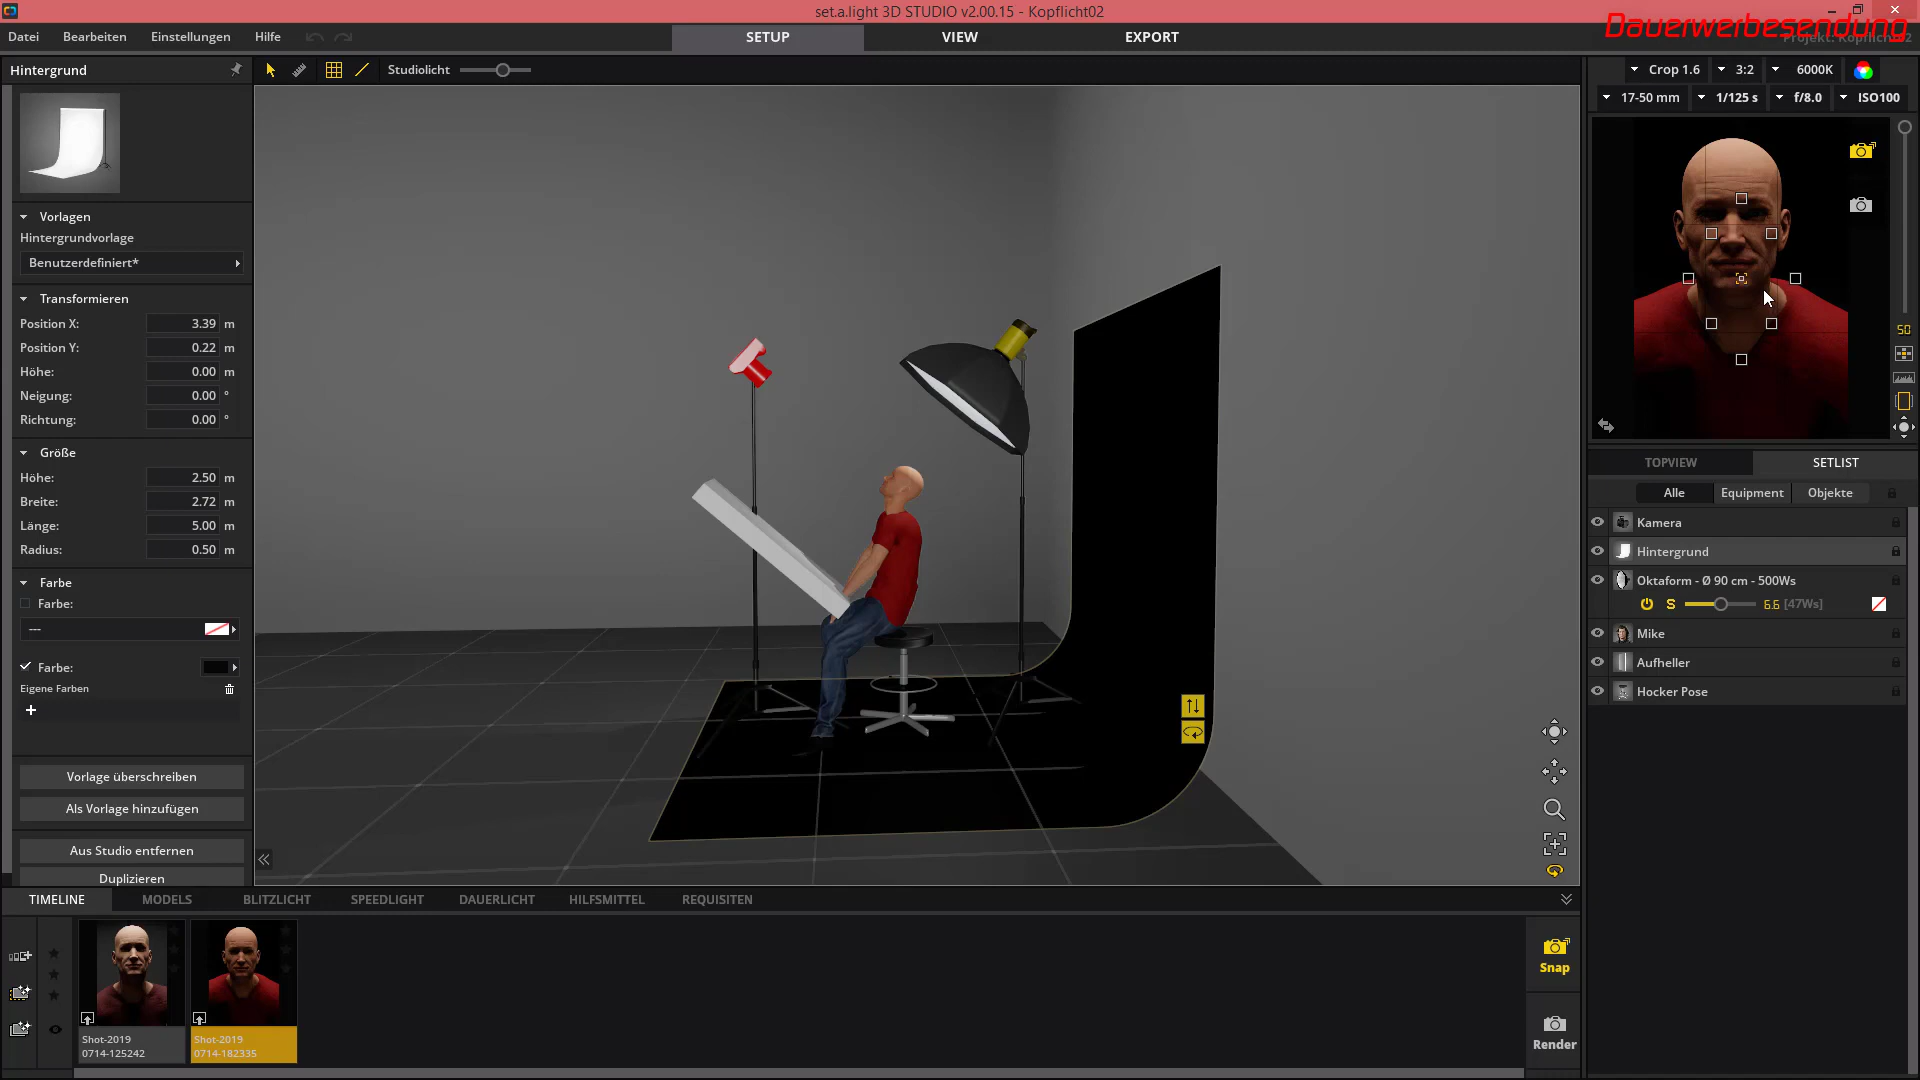 set.a.light 3D STUDIO v2.00.15 - Kopflicht02
Dauerwerbesendung
Datei Bearbeiten Einstellungen Hilfe
SETUP VIEW EXPORT
Projekt: Kopflicht02
Hintergrund
Studiolicht
Crop 1.6 3:2 6000K
17-50 mm 1/125 s f/8.0 ISO100
Vorlagen
Hintergrundvorlage
Benutzerdefiniert*
Transformieren
Position X: 3.39 m
Position Y: 0.22 m
Höhe: 0.00 m
Neigung: 0.00 °
Richtung: 0.00 °
Größe
Höhe: 2.50 m
Breite: 2.72 m
Länge: 5.00 m
Radius: 0.50 m
Farbe
Farbe:
---
Farbe:
Eigene Farben
+
Vorlage überschreiben
Als Vorlage hinzufügen
Aus Studio entfernen
Duplizieren
50
TOPVIEW SETLIST
Alle Equipment Objekte
Kamera
Hintergrund
Oktaform - Ø 90 cm - 500Ws
S 6.6 [47Ws]
Mike
Aufheller
Hocker Pose
TIMELINE MODELS BLITZLICHT SPEEDLIGHT DAUERLICHT HILFSMITTEL REQUISITEN
Shot-2019
0714-125242
Shot-2019
0714-182335
Snap
Render